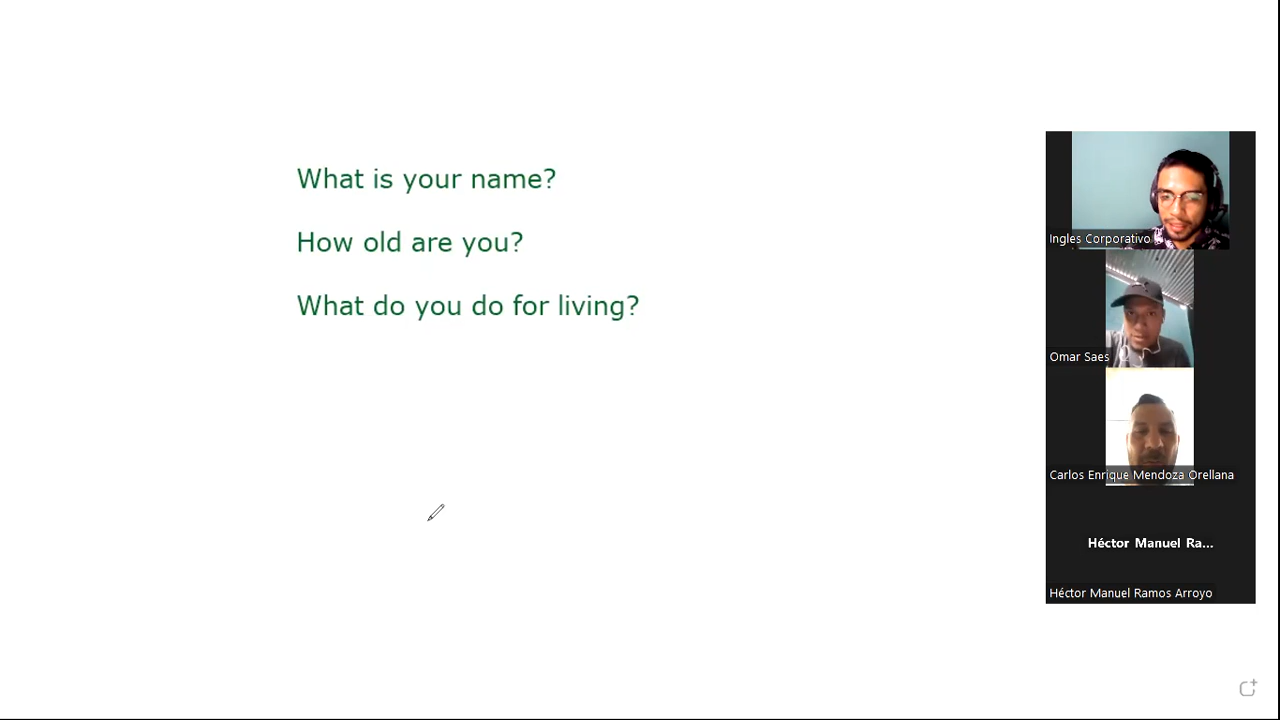 What is your name?
How old are you?
What do you do for living?
Ingles Corporativo
Omar Saes
Carlos Enrique Mendoza Orellana
Héctor Manuel Ra...
Héctor Manuel Ramos Arroyo